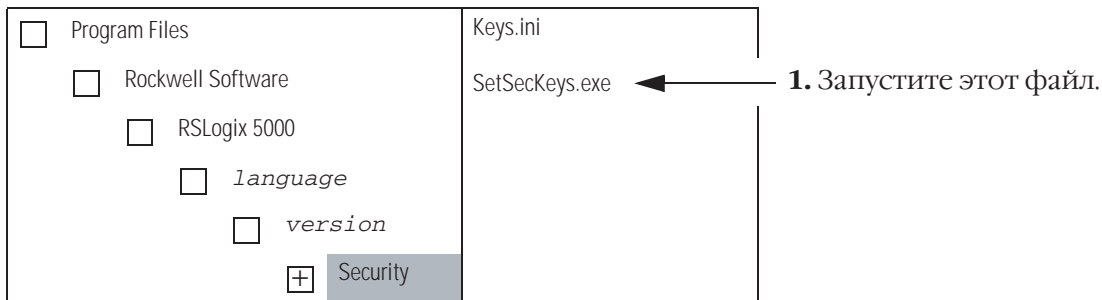 Program Files
Keys.ini
Rockwell Software
SetSecKeys.exe
1. Запустите этот файл.
RSLogix 5000
language
version
Security